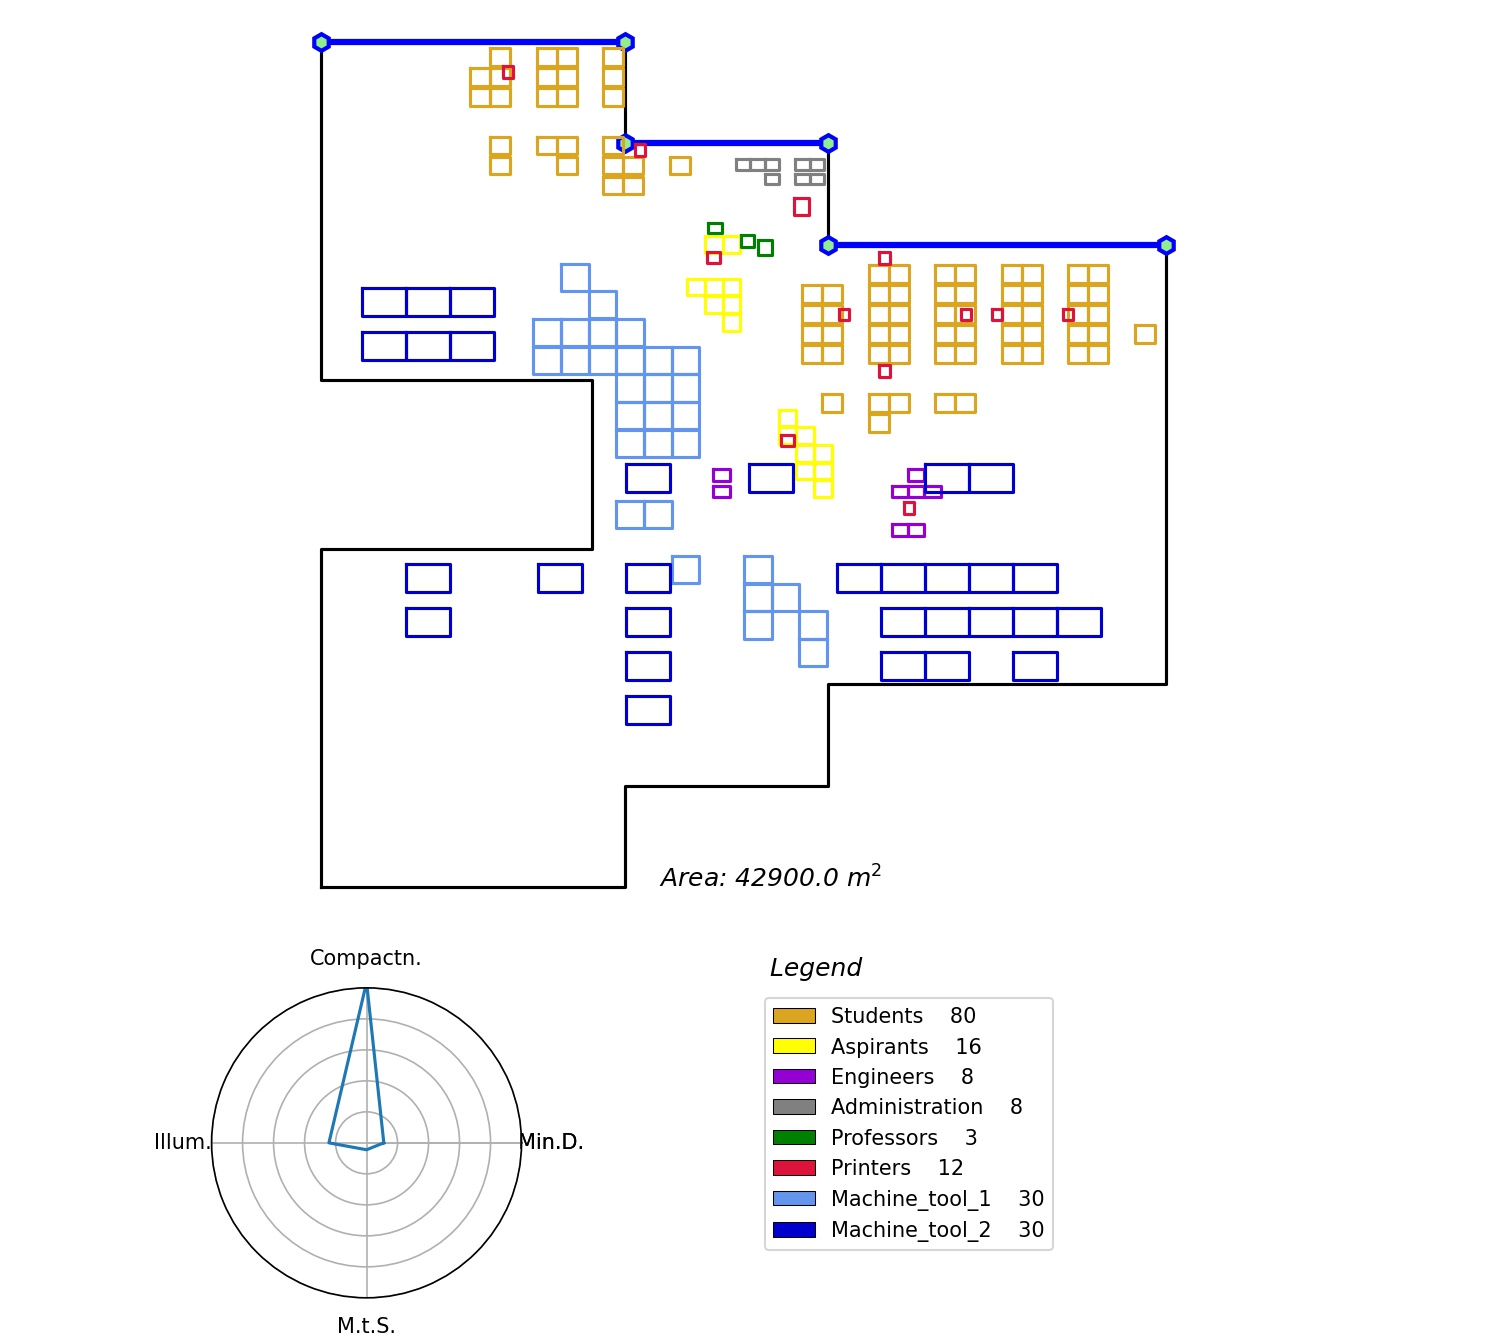 Area: 42900.0 m²
Compactn.
Illum.
Min.D.
M.t.S.
Legend
Students 80
Aspirants 16
Engineers 8
Administration 8
Professors 3
Printers 12
Machine_tool_1 30
Machine_tool_2 30